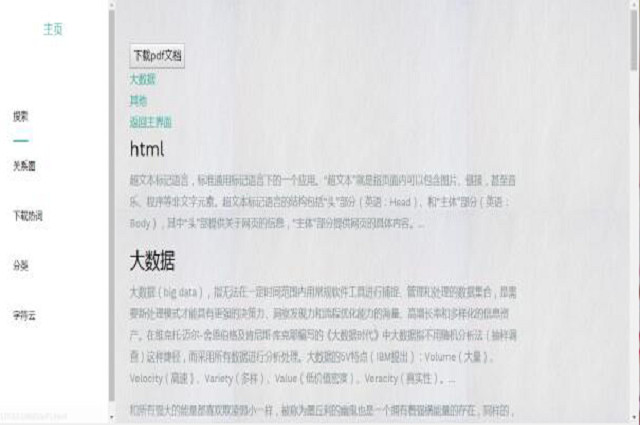 主页
搜索
关系图
下载热词
分类
字符云
下载pdf文档
大数据
其他
返回主界面
html
超文本标记语言，标准通用标记语言下的一个应用。“超文本”就是指页面内可以包含图片、链接，甚至音
乐、程序等非文字元素。超文本标记语言的结构包括“头”部分（英语：Head）、和“主体”部分（英语：
Body），其中“头”部提供关于网页的信息，“主体”部分提供网页的具体内容。...
大数据
大数据（big data），指无法在一定时间范围内用常规软件工具进行捕捉、管理和处理的数据集合，是需
要新处理模式才能具有更强的决策力、洞察发现力和流程优化能力的海量、高增长率和多样化的信息资
产。在维克托·迈尔-舍恩伯格及肯尼斯·库克耶编写的《大数据时代》中大数据指不用随机分析法（抽样调
查）这样捷径，而采用所有数据进行分析处理。大数据的5V特点（IBM提出）：Volume（大量）、
Velocity（高速）、Variety（多样）、Value（低价值密度）、Veracity（真实性）。...